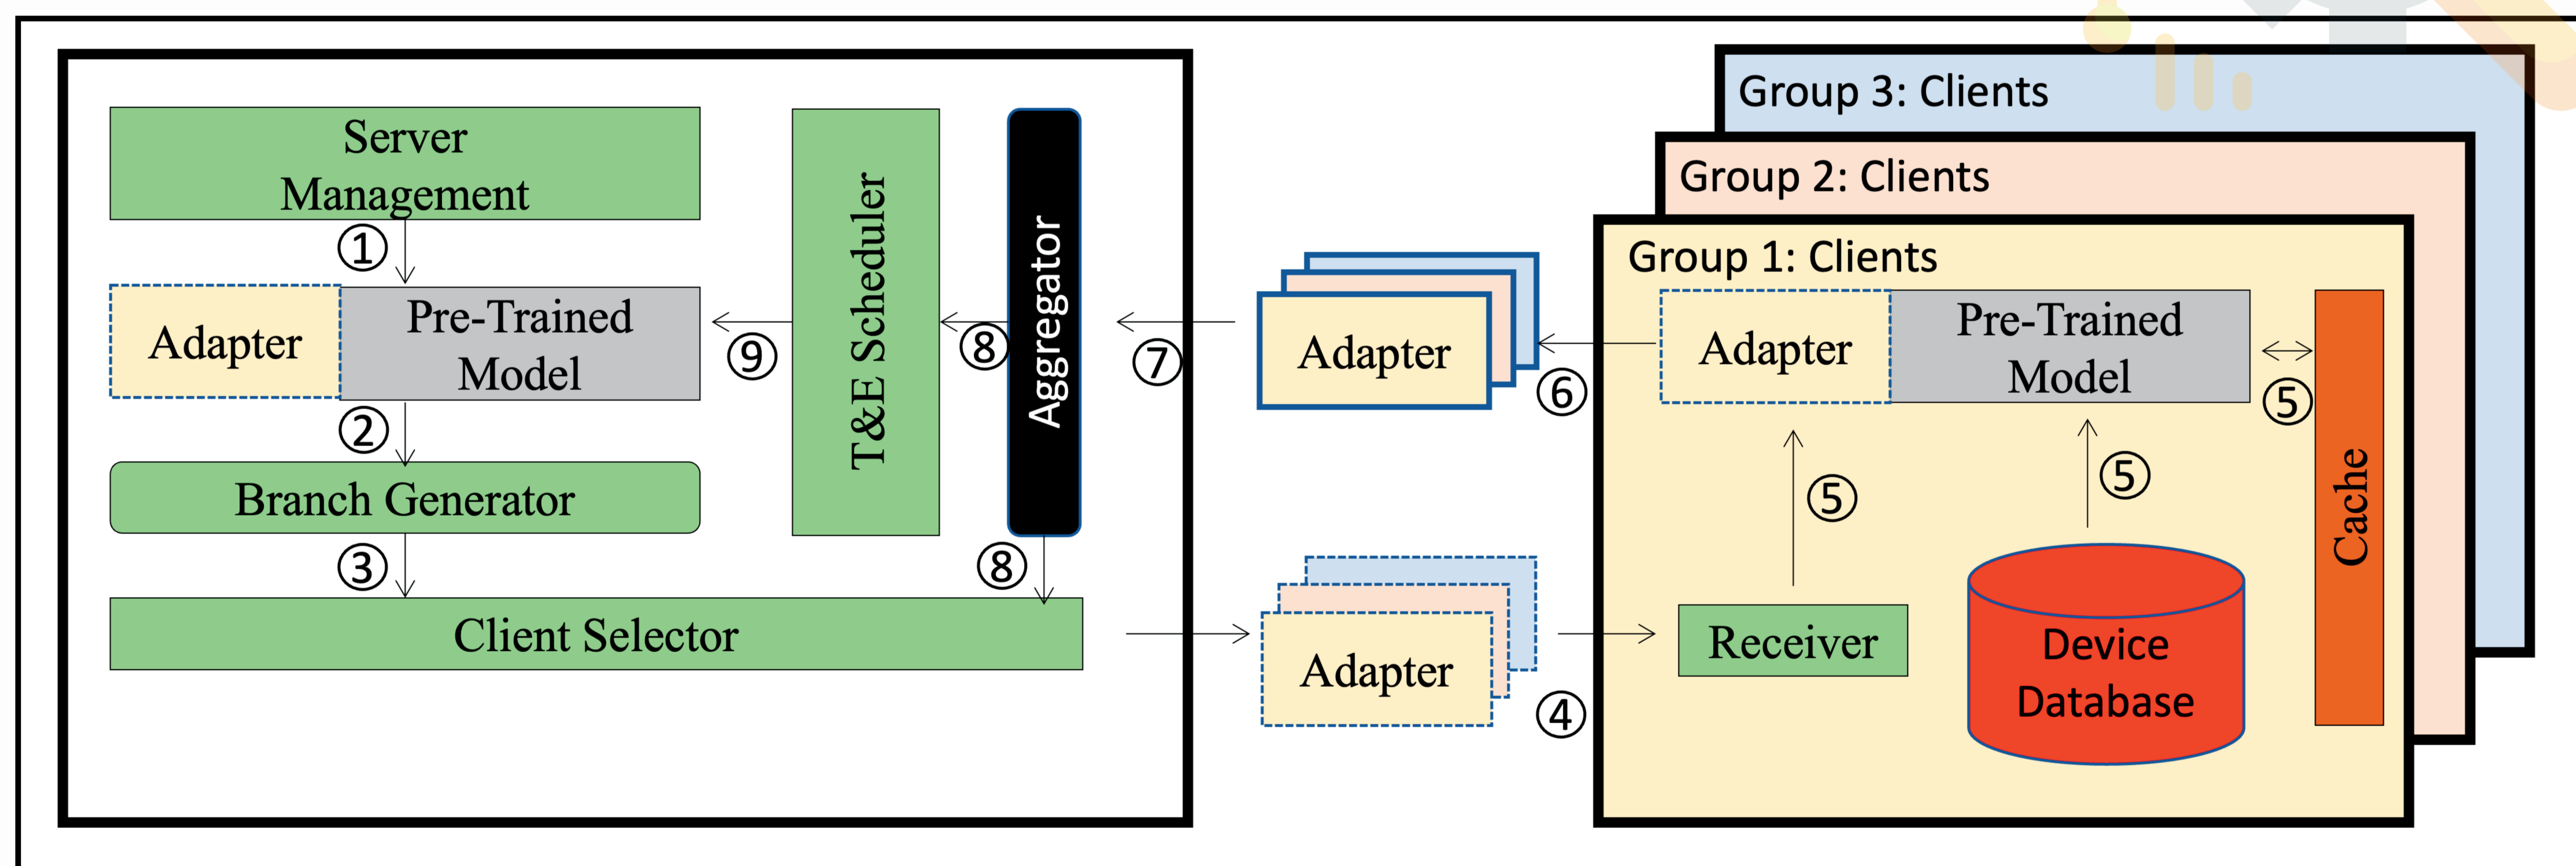 Server
Management
①
Adapter
Pre-Trained
Model
②
Branch Generator
③
Client Selector
T&E Scheduler
⑨
⑧
Aggregator
⑧
⑦
Adapter
⑥
Adapter
④
Group 3: Clients
Group 2: Clients
Group 1: Clients
Adapter
Pre-Trained
Model
⑤
⑤
⑤
Cache
Receiver
Device
Database